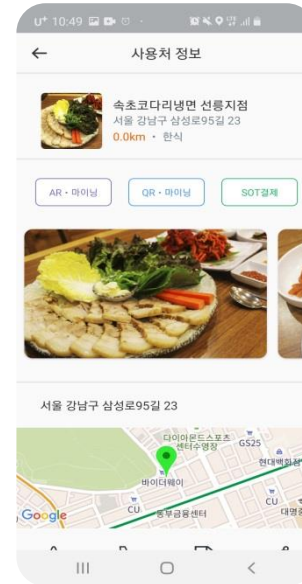 U+ 10:49
사용처 정보
속초코다리냉면 선릉지점
서울 강남구 삼성로95길 23
0.0km · 한식
AR · 마이닝
QR · 마이닝
SOT결제
서울 강남구 삼성로95길 23
다이아몬드스포츠
센터수영장
GS25
현대백화점
바이더웨이
CU
동부금융센터
CU
Google